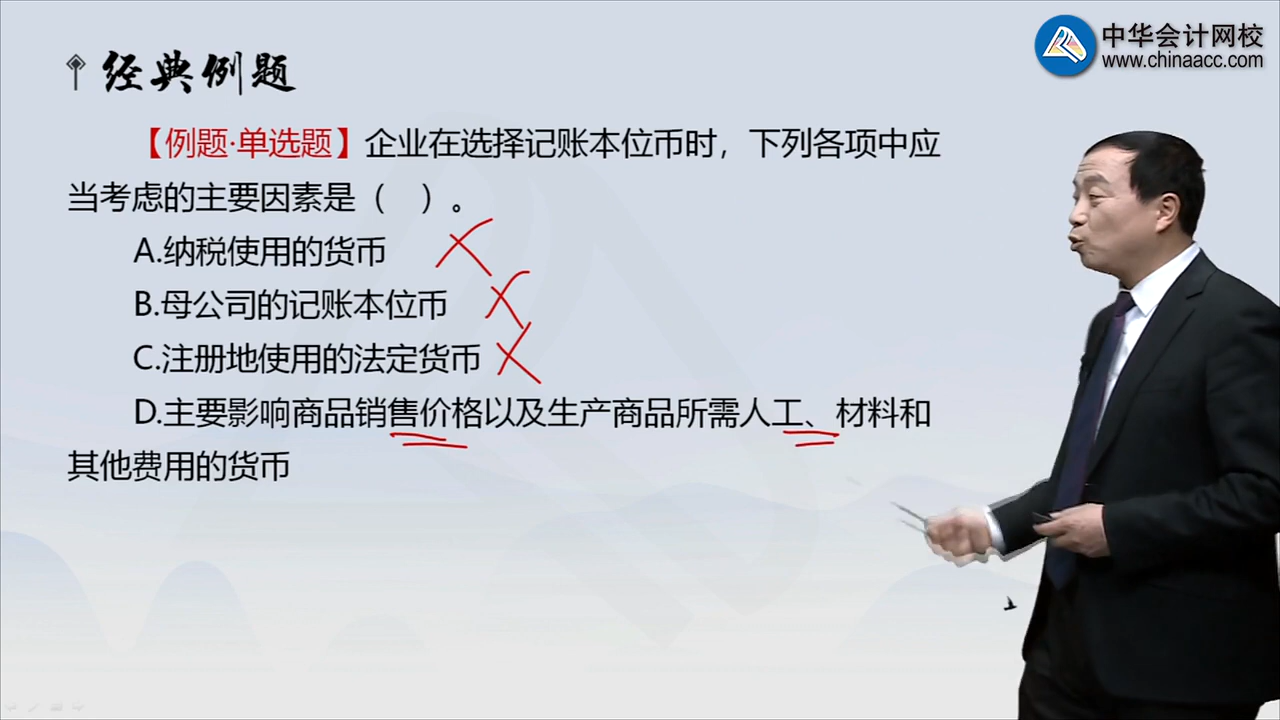 经典例题
中华会计网校
www.chinaacc.com
【例题·单选题】企业在选择记账本位币时，下列各项中应
当考虑的主要因素是（　）。
A.纳税使用的货币
B.母公司的记账本位币
C.注册地使用的法定货币
D.主要影响商品销售价格以及生产商品所需人工、材料和
其他费用的货币